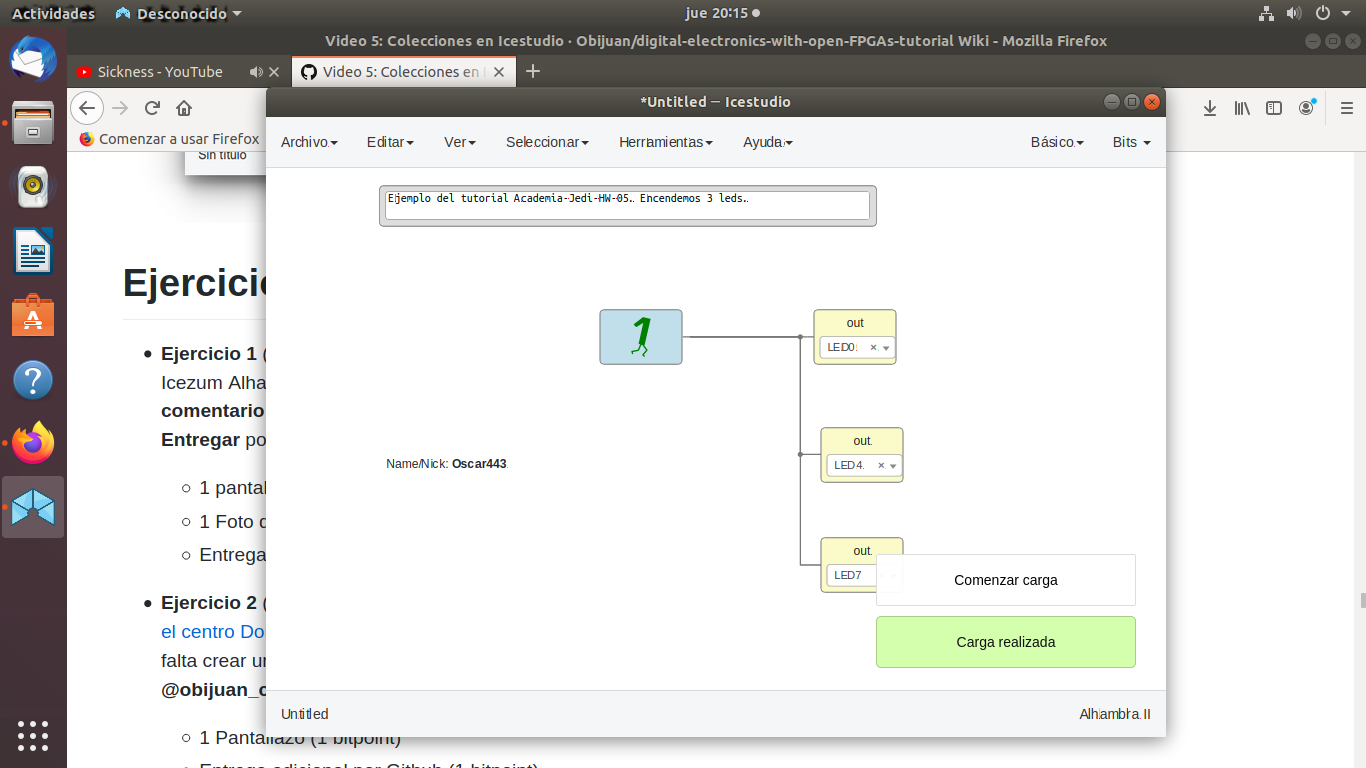 Actividades Desconocido jue 20:15
Video 5: Colecciones en Icestudio · Obijuan/digital-electronics-with-open-FPGAs-tutorial Wiki - Mozilla Firefox
Sickness - YouTube Video 5: Colecciones en
*Untitled — Icestudio
Comenzar a usar Firefox
Archivo Editar Ver Seleccionar Herramientas Ayuda Básico Bits
Sin título
Ejemplo del tutorial Academia-Jedi-HW-05. Encendemos 3 leds.
Ejercicio
1
out
LED0
Ejercicio 1
Icezum Alha
comentario
Entregar po
out
LED4
Name/Nick: Oscar443
1 pantal
1 Foto
Entrega
out
LED7
Comenzar carga
Ejercicio 2
el centro Do
falta crear u
@obijuan_
Carga realizada
Untitled Alhambra II
1 Pantallazo (1 bitpoint)
Entrega adicional por Github (1 bitpoint)